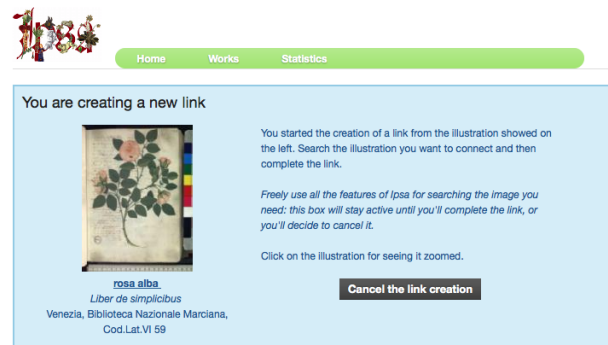 Ipsa
Home Works Statistics
You are creating a new link
You started the creation of a link from the illustration showed on
the left. Search the illustration you want to connect and then
complete the link.
Freely use all the features of Ipsa for searching the image you
need: this box will stay active until you'll complete the link, or
you'll decide to cancel it.
Click on the illustration for seeing it zoomed.
Cancel the link creation
rosa alba
Liber de simplicibus
Venezia, Biblioteca Nazionale Marciana,
Cod.Lat.VI 59